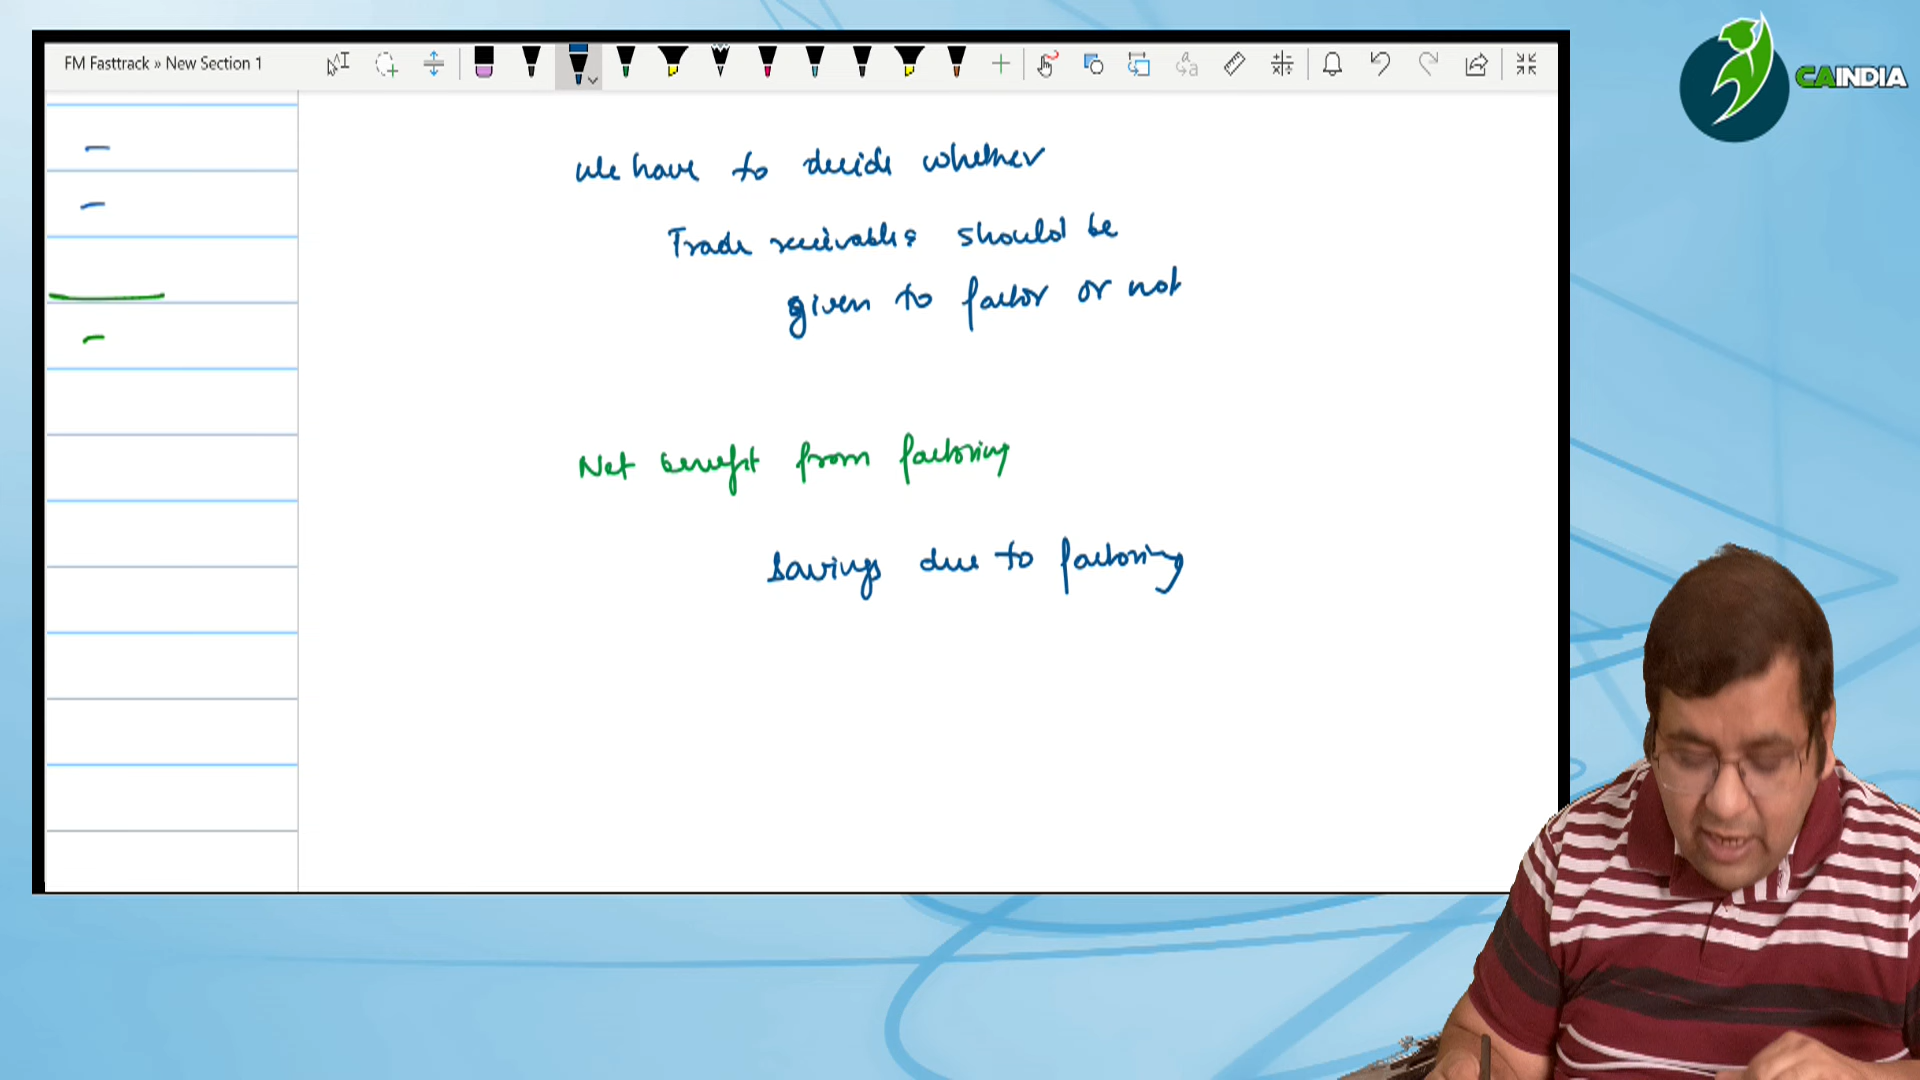 FM Fasttrack » New Section 1
CAINDIA
We have to decide whether
Trade receivables should be
given to factor or not
Net benefit from factoring
Savings due to factoring